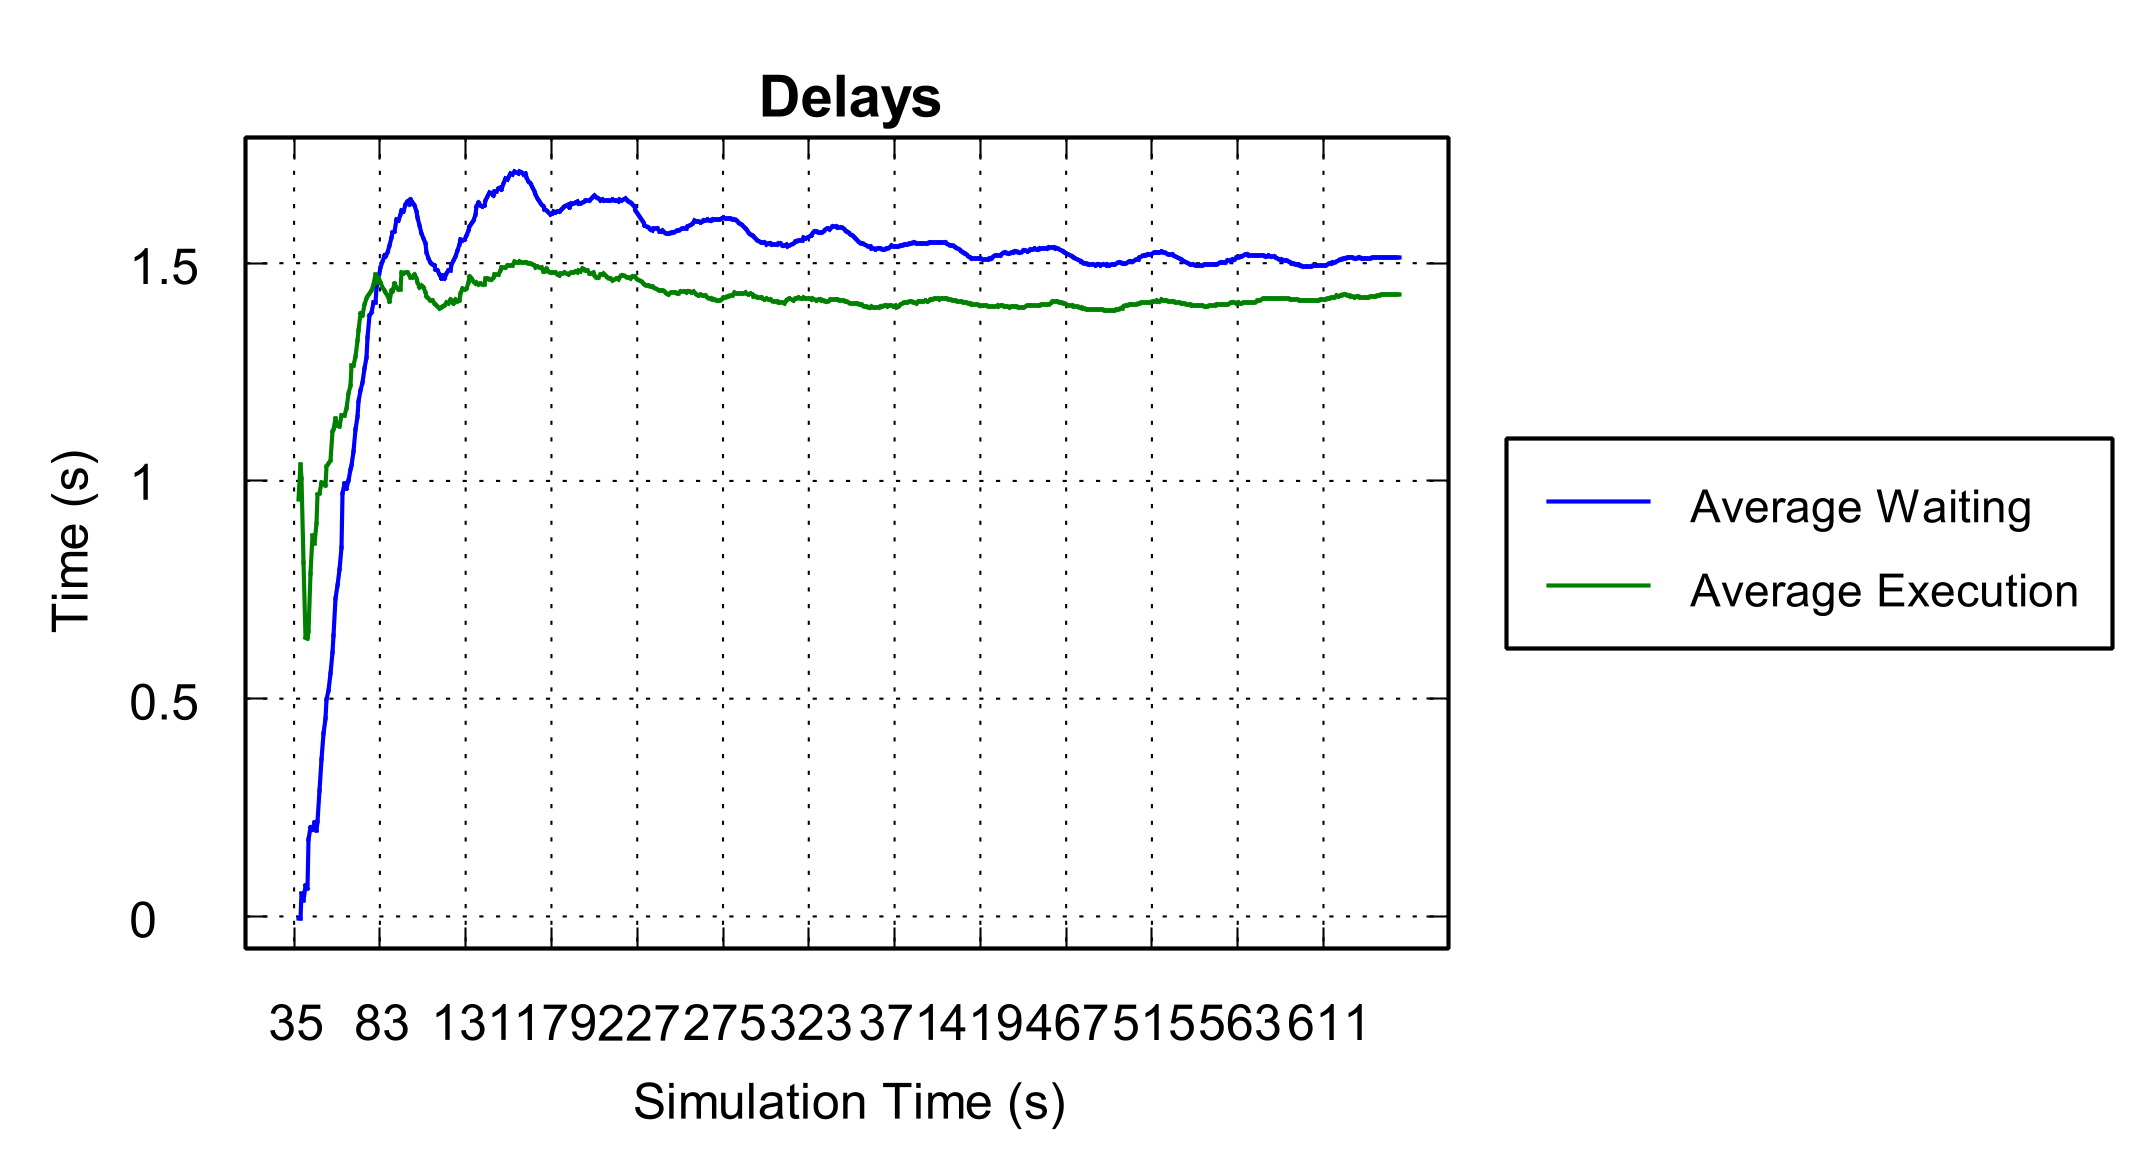 Delays
1.5
1
0.5
0
Time (s)
35 83 131 179 227 275 323 371 419 467 515 563 611
Simulation Time (s)
Average Waiting
Average Execution